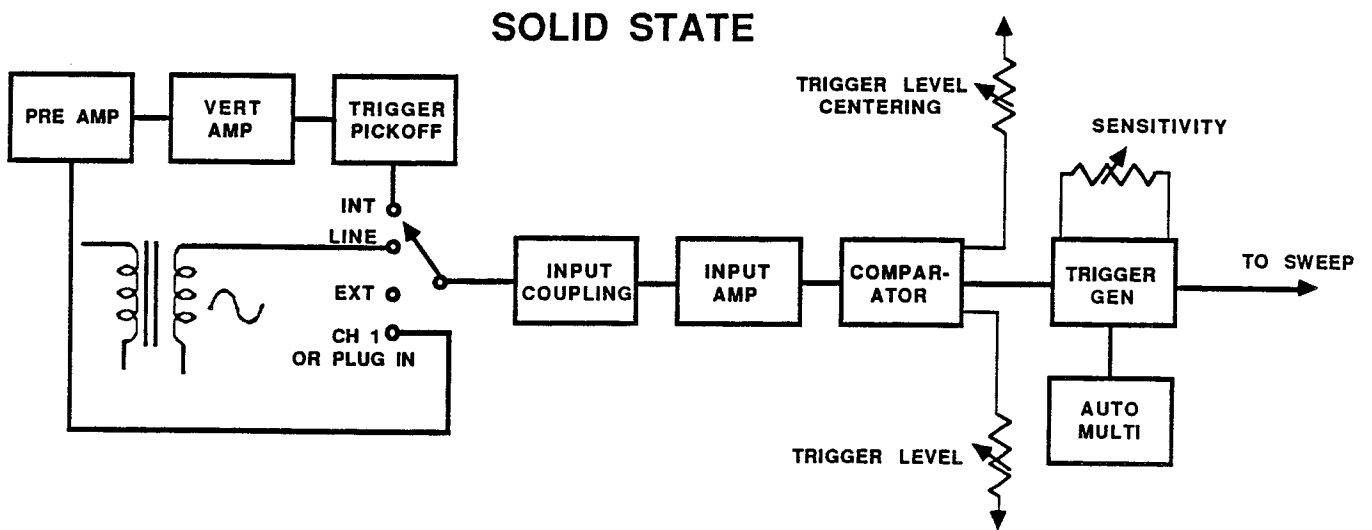 SOLID STATE
PRE AMP
VERT
AMP
TRIGGER
PICKOFF
TRIGGER LEVEL
CENTERING
SENSITIVITY
INT
LINE
EXT
CH 1
OR PLUG IN
INPUT
COUPLING
INPUT
AMP
COMPAR-
ATOR
TRIGGER
GEN
TO SWEEP
AUTO
MULTI
TRIGGER LEVEL